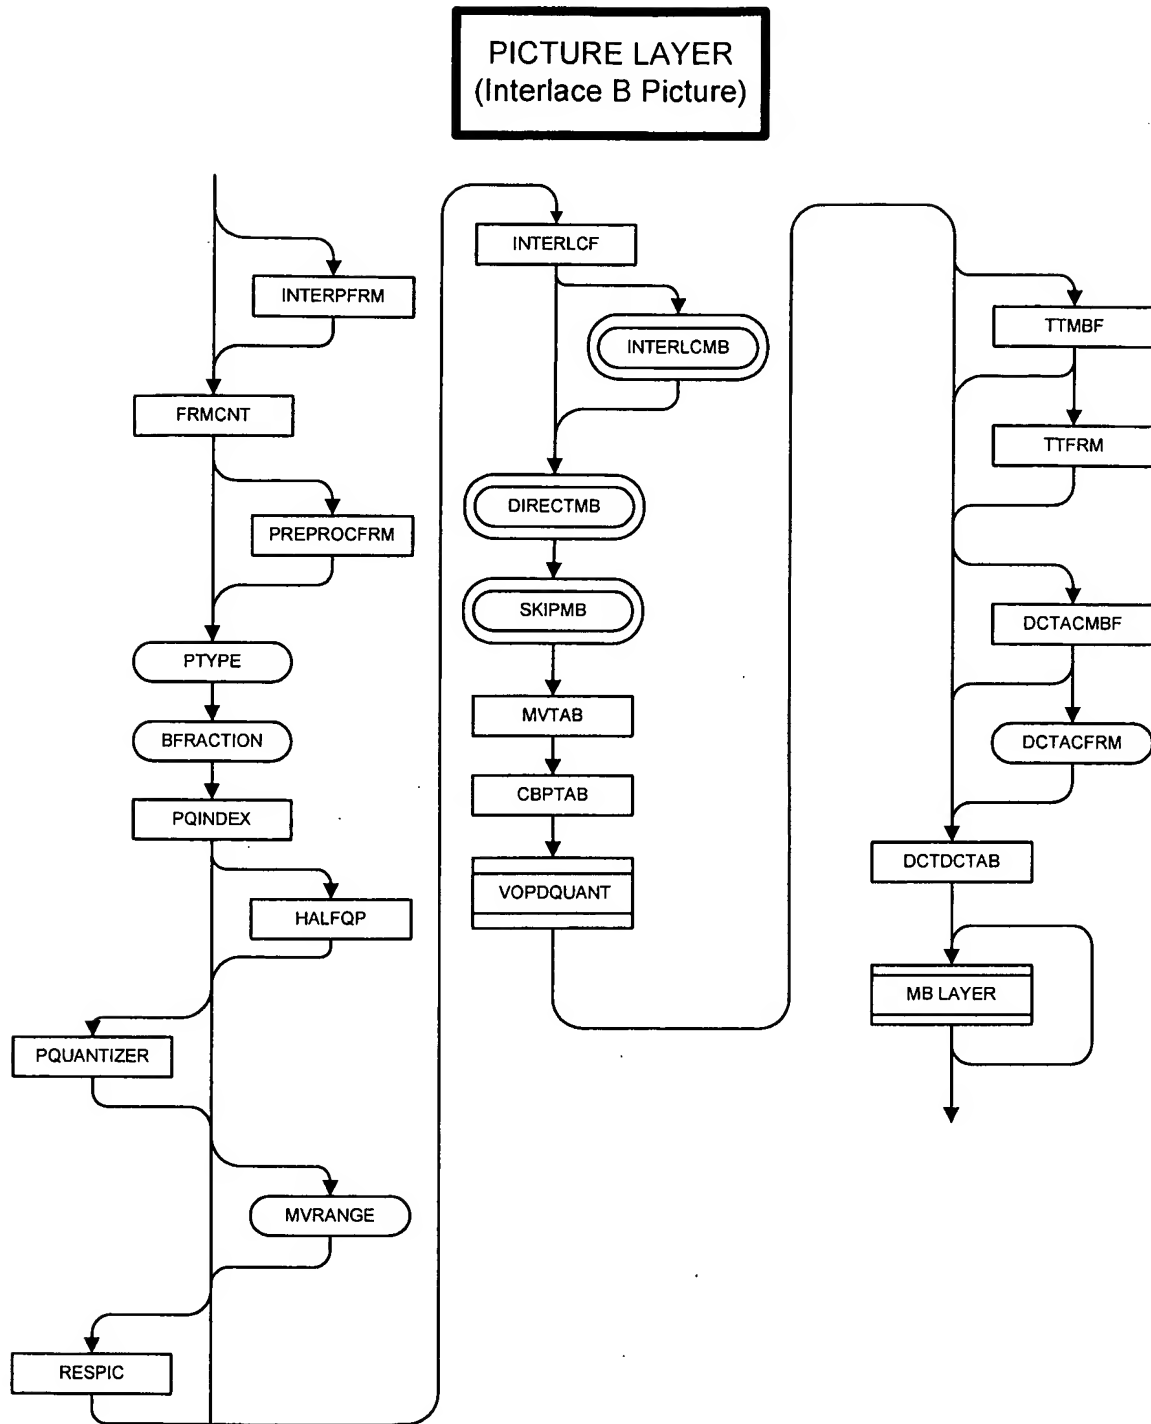 PICTURE LAYER
(Interlace B Picture)
INTERPFRM
FRMCNT
PREPROCFRM
PTYPE
BFRACTION
PQINDEX
HALFQP
PQUANTIZER
MVRANGE
RESPIC
INTERLCF
INTERLCMB
DIRECTMB
SKIPMB
MVTAB
CBPTAB
VOPDQUANT
TTMBF
TTFRM
DCTACMBF
DCTACFRM
DCTDCTAB
MB LAYER